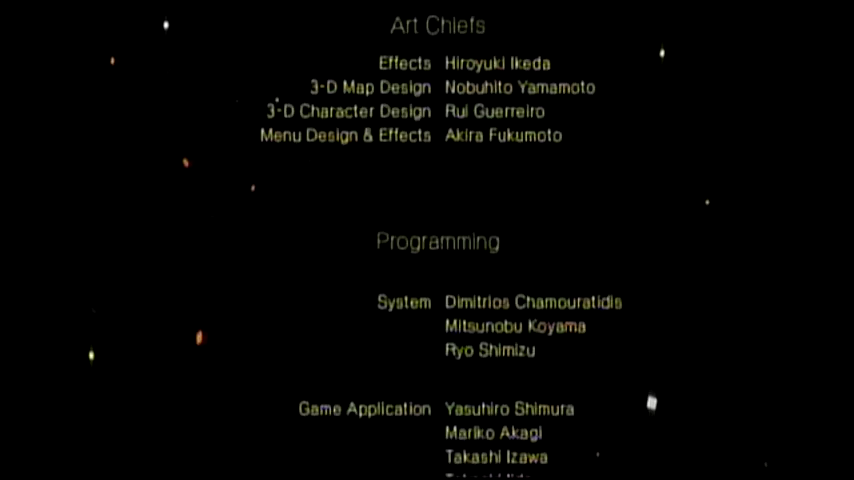 Art Chiefs
Effects Hiroyuki Ikeda
3-D Map Design Nobuhito Yamamoto
3-D Character Design Rui Guerreiro
Menu Design & Effects Akira Fukumoto
Programming
System Dimitrios Chamouratidis
Mitsunobu Koyama
Ryo Shimizu
Game Application Yasuhiro Shimura
Mariko Akagi
Takashi Izawa